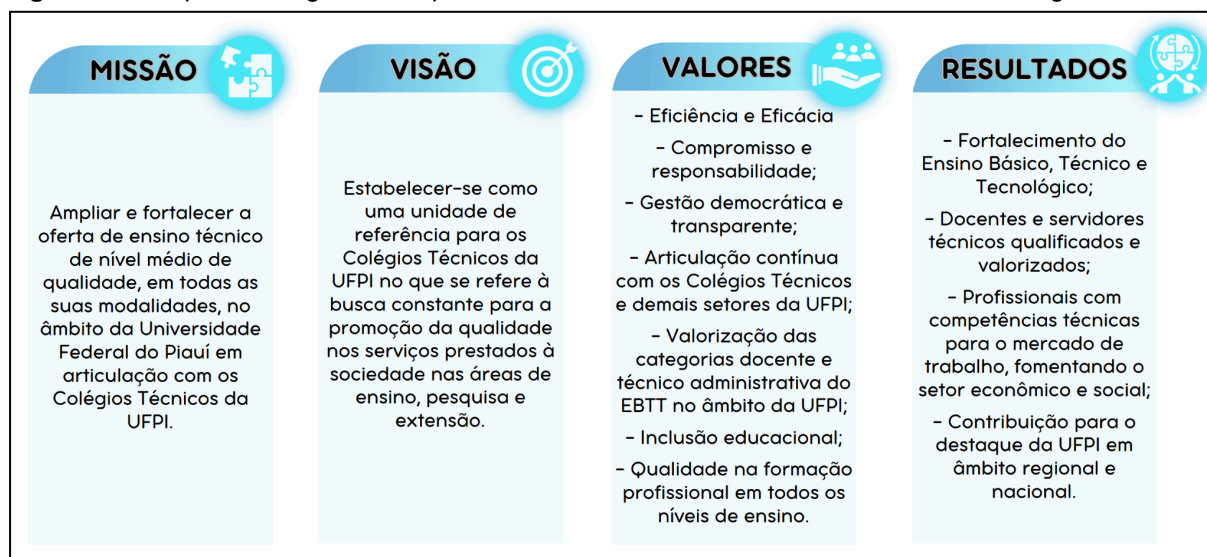 MISSÃO
Ampliar e fortalecer a
oferta de ensino técnico
de nível médio de
qualidade, em todas as
suas modalidades, no
âmbito da Universidade
Federal do Piauí em
articulação com os
Colégios Técnicos da
UFPI.
VISÃO
Estabelecer-se como
uma unidade de
referência para os
Colégios Técnicos da
UFPI no que se refere à
busca constante para a
promoção da qualidade
nos serviços prestados à
sociedade nas áreas de
ensino, pesquisa e
extensão.
VALORES
- Eficiência e Eficácia
- Compromisso e
responsabilidade;
- Gestão democrática e
transparente;
- Articulação contínua
com os Colégios Técnicos
e demais setores da UFPI;
- Valorização das
categorias docente e
técnico administrativa do
EBTT no âmbito da UFPI;
- Inclusão educacional;
- Qualidade na formação
profissional em todos os
níveis de ensino.
RESULTADOS
- Fortalecimento do
Ensino Básico, Técnico e
Tecnológico;
- Docentes e servidores
técnicos qualificados e
valorizados;
- Profissionais com
competências técnicas
para o mercado de
trabalho, fomentando o
setor econômico e social;
- Contribuição para o
destaque da UFPI em
âmbito regional e
nacional.